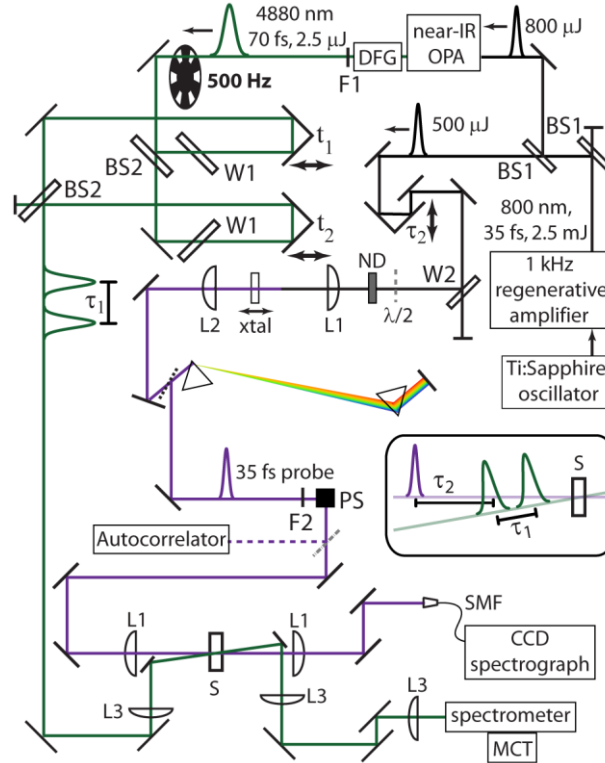 4880 nm
70 fs, 2.5 μJ
500 Hz
F1
DFG
near-IR
OPA
800 μJ
500 μJ
BS1
BS1
t1
W1
BS2
BS2
W1
t2
τ2
800 nm,
35 fs, 2.5 mJ
1 kHz
regenerative
amplifier
Ti:Sapphire
oscillator
W2
ND
λ/2
L2
xtal
L1
τ1
35 fs probe
F2
PS
Autocorrelator
τ2
τ1
S
L1
S
L1
L3
L3
SMF
CCD
spectrograph
L3
spectrometer
MCT